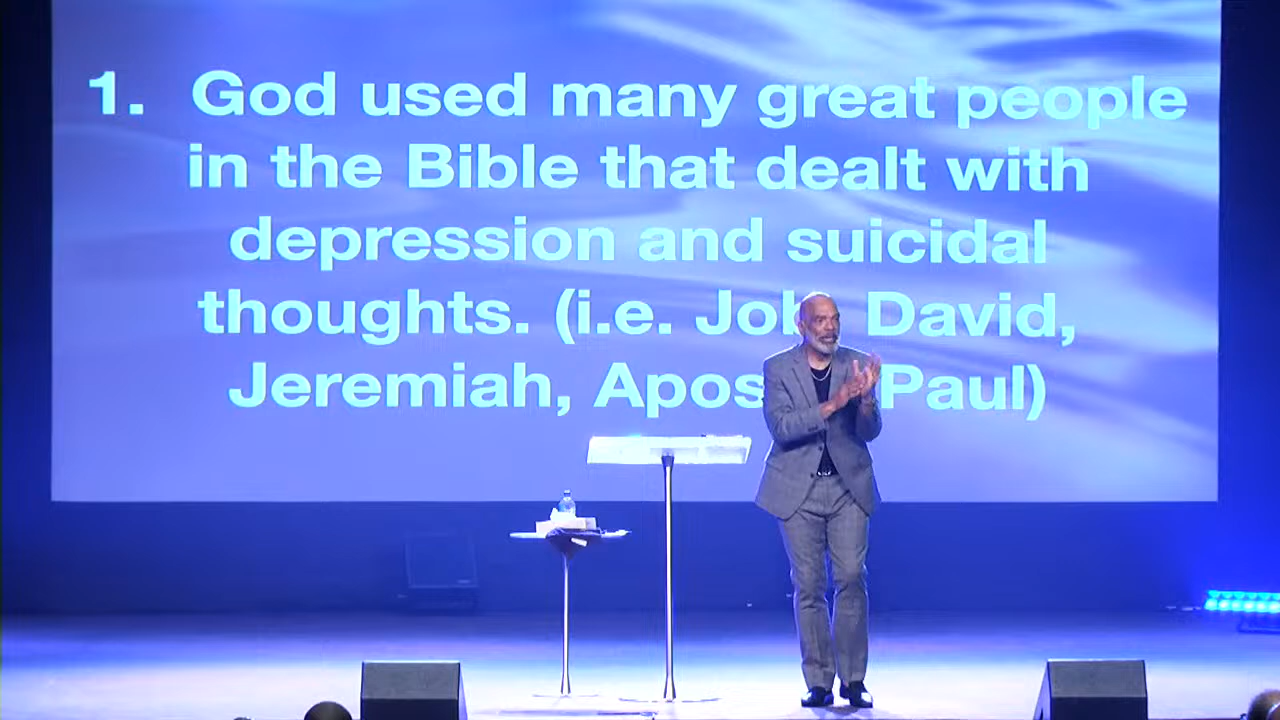 1. God used many great people
in the Bible that dealt with
depression and suicidal
thoughts. (i.e. Job, David,
Jeremiah, Paul)